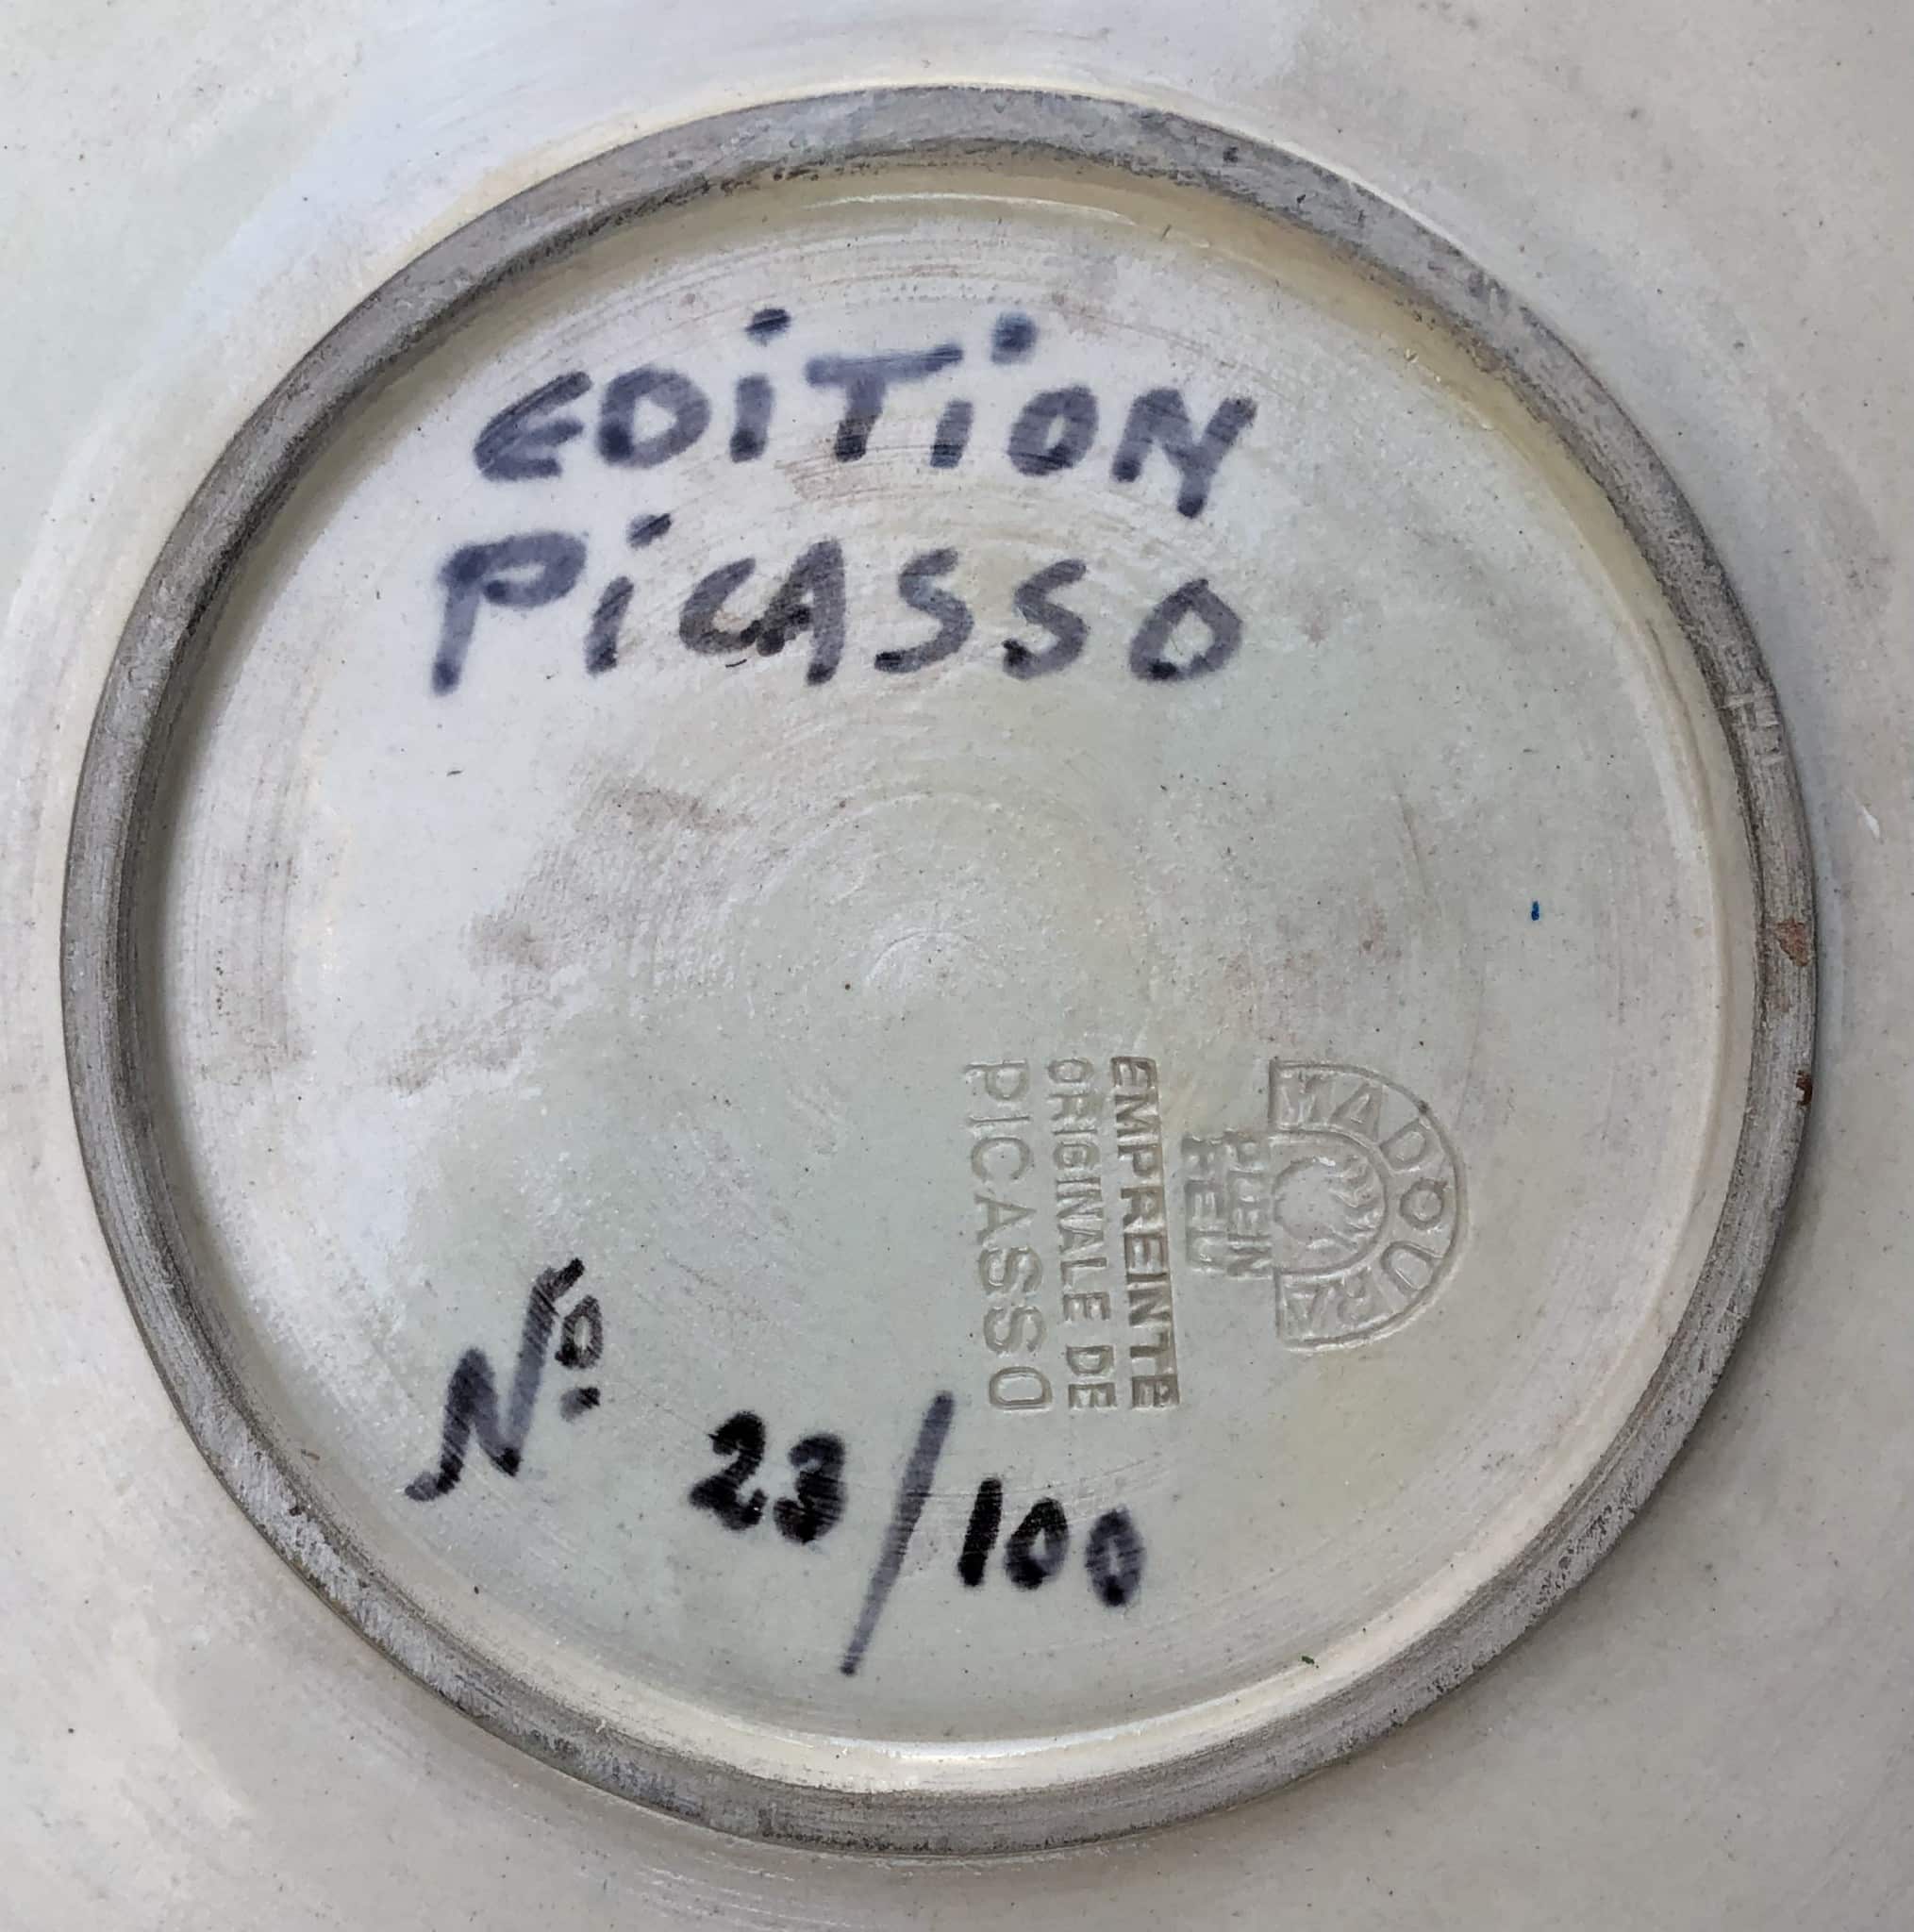 EDiTiON
PiCASSO
MADOURA
PLEIN
FEU
EMPREINTE
ORIGINALE DE
PICASSO
No. 23/100